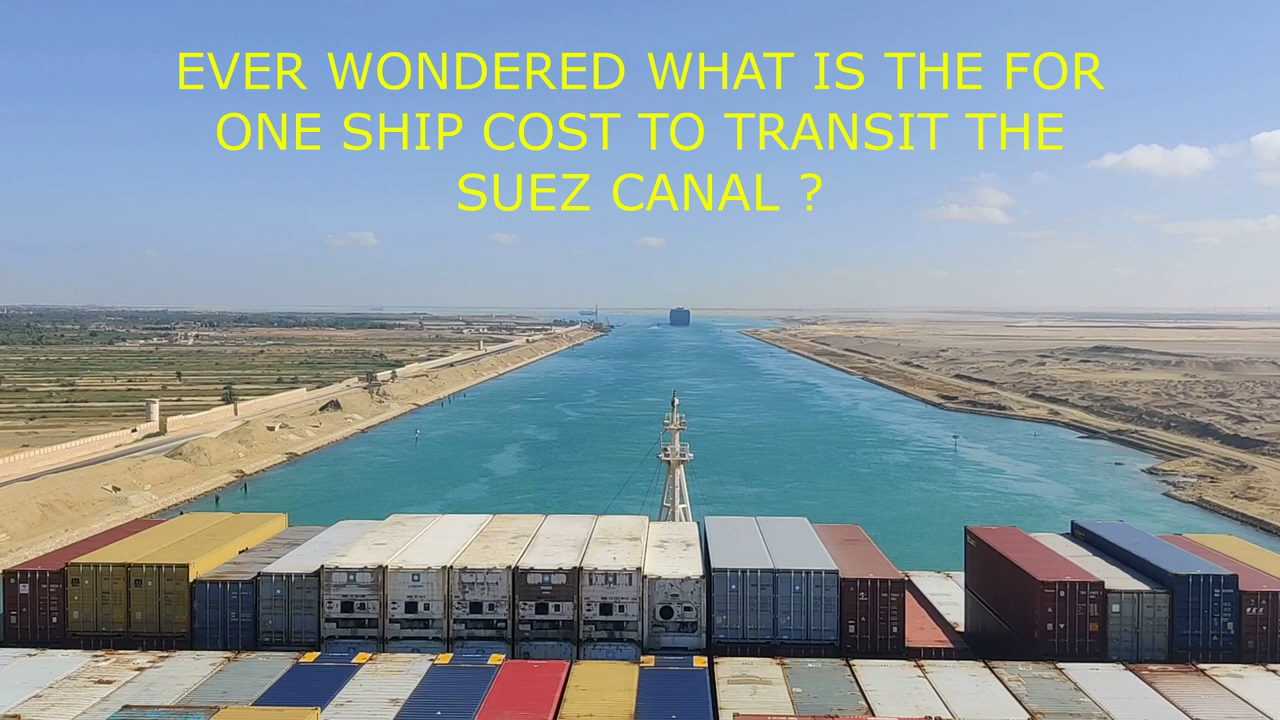 EVER WONDERED WHAT IS THE FOR
ONE SHIP COST TO TRANSIT THE
SUEZ CANAL ?